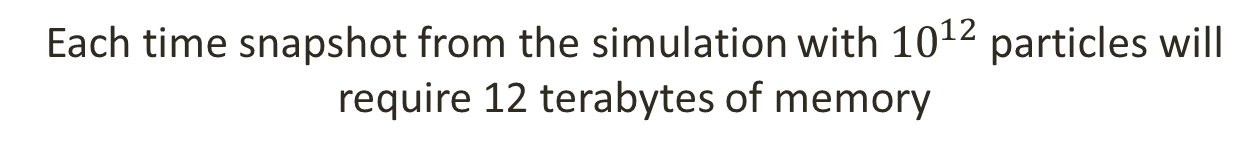 Each time snapshot from the simulation with 10¹² particles will
require 12 terabytes of memory